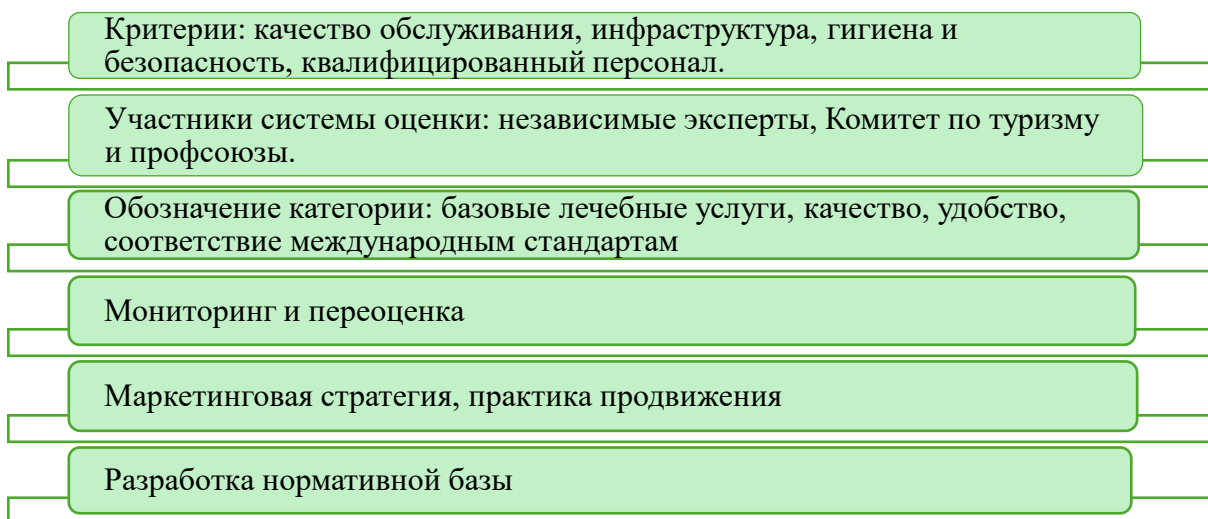 Критерии: качество обслуживания, инфраструктура, гигиена и
безопасность, квалифицированный персонал.
Участники системы оценки: независимые эксперты, Комитет по туризму
и профсоюзы.
Обозначение категории: базовые лечебные услуги, качество, удобство,
соответствие международным стандартам
Мониторинг и переоценка
Маркетинговая стратегия, практика продвижения
Разработка нормативной базы